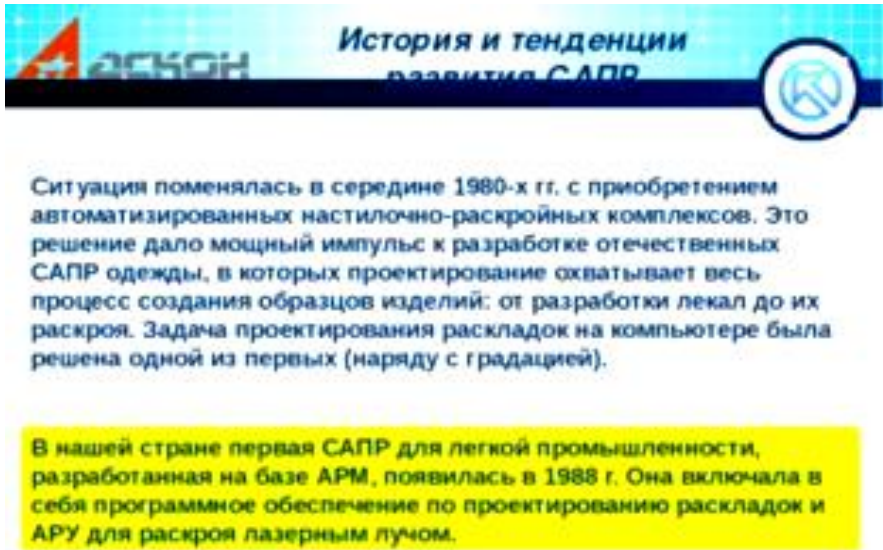 АСКОН
История и тенденции
развития САПР
Ситуация поменялась в середине 1980-х гг. с приобретением
автоматизированных настилочно-раскройных комплексов. Это
решение дало мощный импульс к разработке отечественных
САПР одежды, в которых проектирование охватывает весь
процесс создания образцов изделий: от разработки лекал до их
раскроя. Задача проектирования раскладок на компьютере была
решена одной из первых (наряду с градацией).
В нашей стране первая САПР для легкой промышленности,
разработанная на базе АРМ, появилась в 1988 г. Она включала в
себя программное обеспечение по проектированию раскладок и
АРУ для раскроя лазерным лучом.